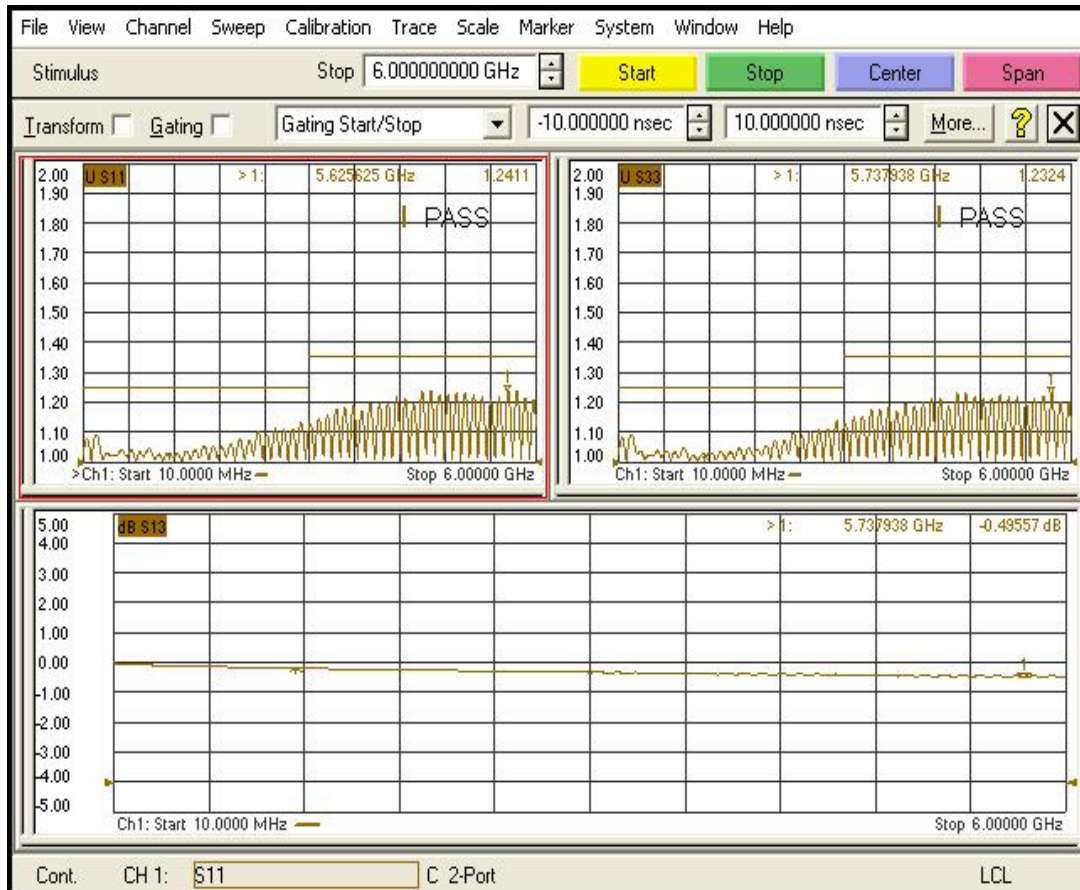 File View Channel Sweep Calibration Trace Scale Marker System Window Help
Stimulus Stop 6.000000000 GHz Start Stop Center Span
Transform Gating Gating Start/Stop -10.000000 nsec 10.000000 nsec More... ? X
2.00 U S11 > 1: 5.625625 GHz 1.2411
1.90
1.80 PASS
1.70
1.60
1.50
1.40
1.30
1
1.20
1.10
1.00
>Ch1: Start 10.0000 MHz Stop 6.00000 GHz
2.00 U S33 > 1: 5.737938 GHz 1.2324
1.90
1.80 PASS
1.70
1.60
1.50
1.40
1.30
1
1.20
1.10
1.00
Ch1: Start 10.0000 MHz Stop 6.00000 GHz
5.00 dB S13 > 1: 5.737938 GHz -0.49557 dB
4.00
3.00
2.00
1.00
0.00 1
-1.00
-2.00
-3.00
-4.00
-5.00
Ch1: Start 10.0000 MHz Stop 6.00000 GHz
Cont. CH 1: S11 C 2-Port LCL